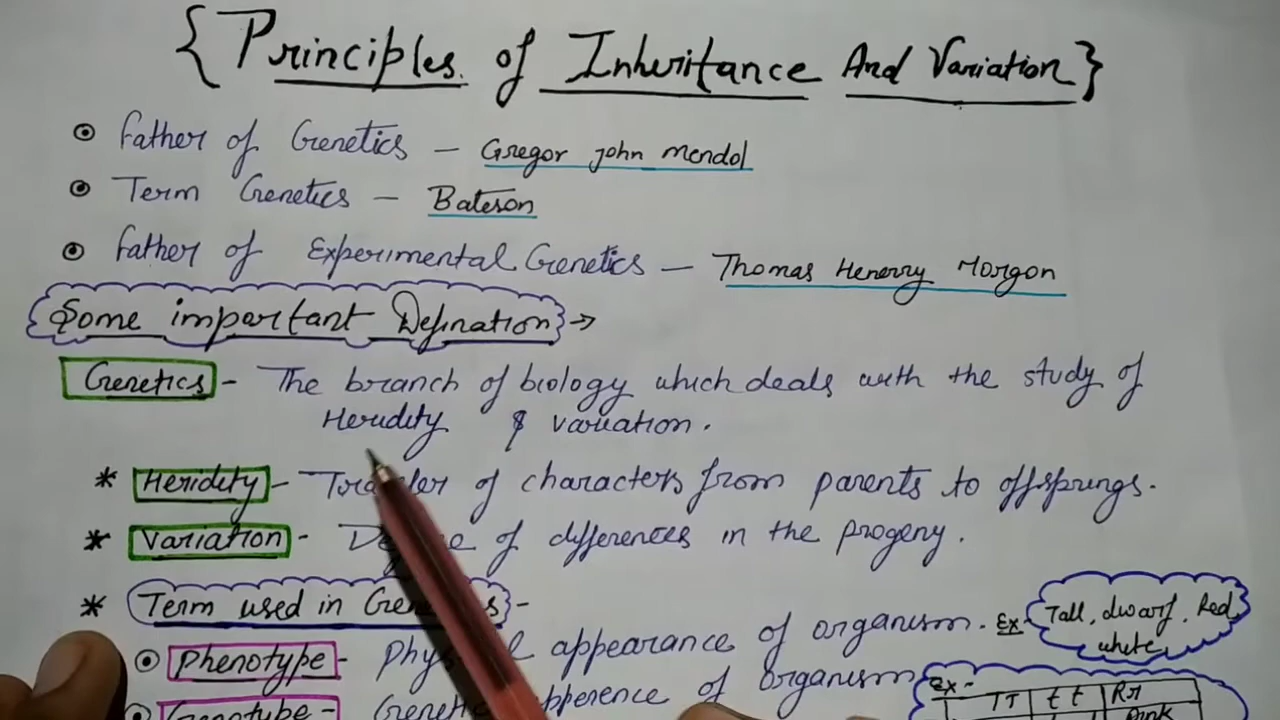 {Principles of Inheritance And Variation}
Father of Genetics - Gregor john mendol
Term Genetics - Bateson
Father of Experimental Genetics - Thomas Henerry Morgon
Some important Defination →
Genetics - The branch of biology which deals with the study of
Heridity & variation.
* Heridity - of characters from parents to offsprings.
* Variation - of differences in the progeny.
* Term used in -
Phenotype - appearance of organism. Ex. Tall, dwarf, Red,
white
Genotype - Genetic apperence of organism Ex-
TT tt Rr
Pink